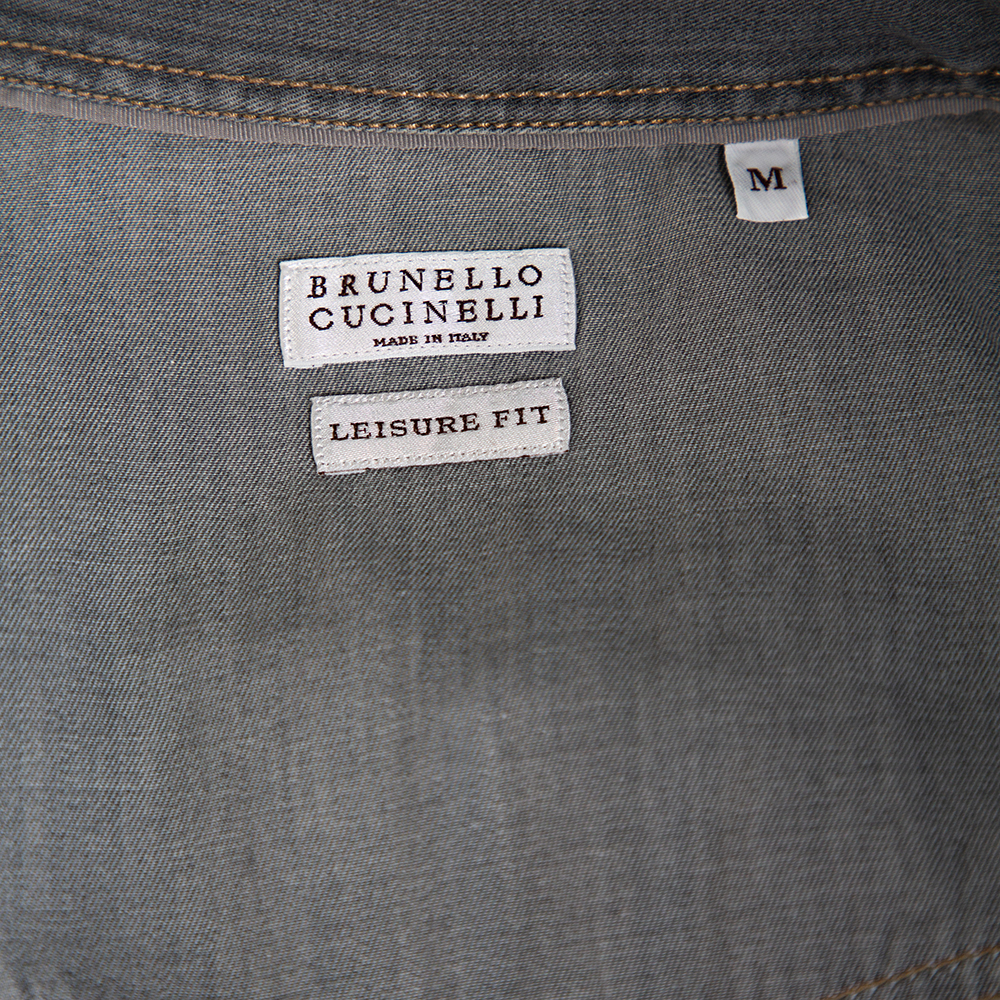 M
BRUNELLO
CUCINELLI
MADE IN ITALY
LEISURE FIT